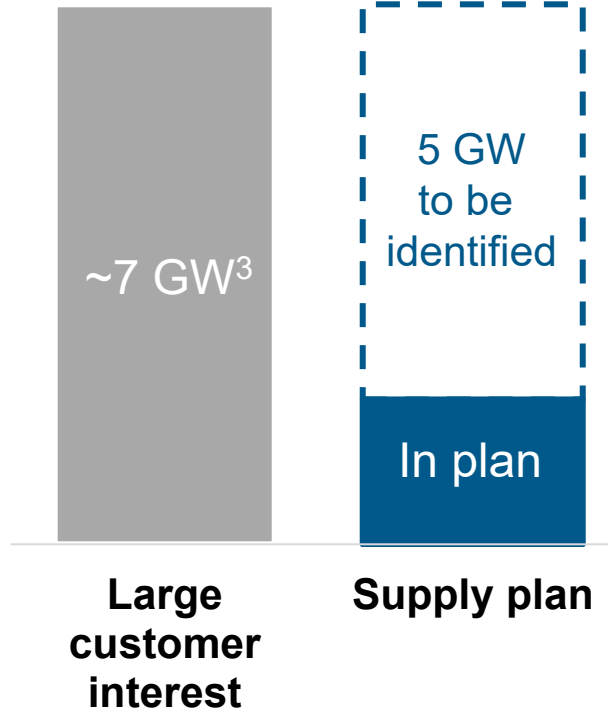 ~7 GW³
5 GW
to be
identified
In plan
Large
customer
interest
Supply plan